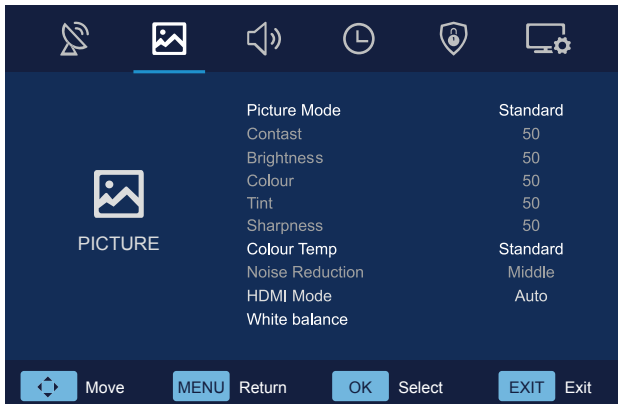 Picture Mode Standard
Contast 50
Brightness 50
Colour 50
Tint 50
Sharpness 50
PICTURE
Colour Temp Standard
Noise Reduction Middle
HDMI Mode Auto
White balance
Move MENU Return OK Select EXIT Exit